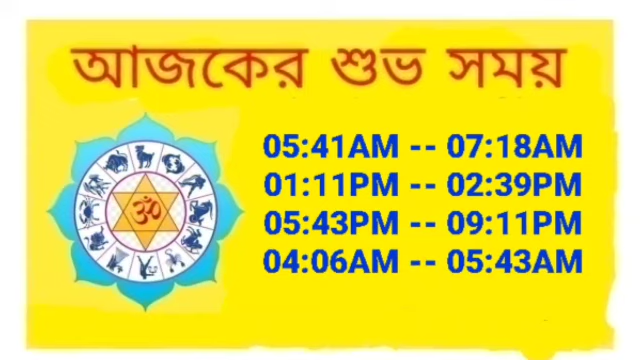 আজকের শুভ সময়
05:41AM -- 07:18AM
01:11PM -- 02:39PM
05:43PM -- 09:11PM
04:06AM -- 05:43AM
ॐ